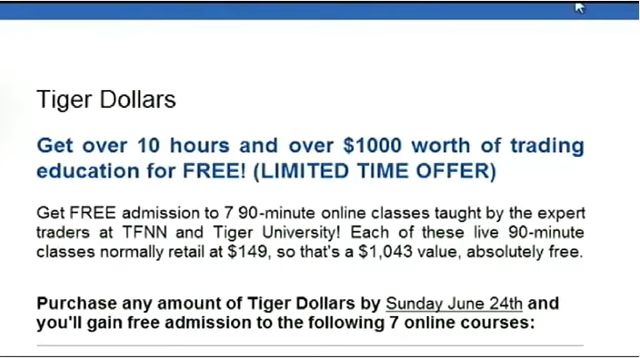 Tiger Dollars
Get over 10 hours and over $1000 worth of trading
education for FREE! (LIMITED TIME OFFER)
Get FREE admission to 7 90-minute online classes taught by the expert
traders at TFNN and Tiger University! Each of these live 90-minute
classes normally retail at $149, so that's a $1,043 value, absolutely free.
Purchase any amount of Tiger Dollars by Sunday June 24th and
you'll gain free admission to the following 7 online courses: